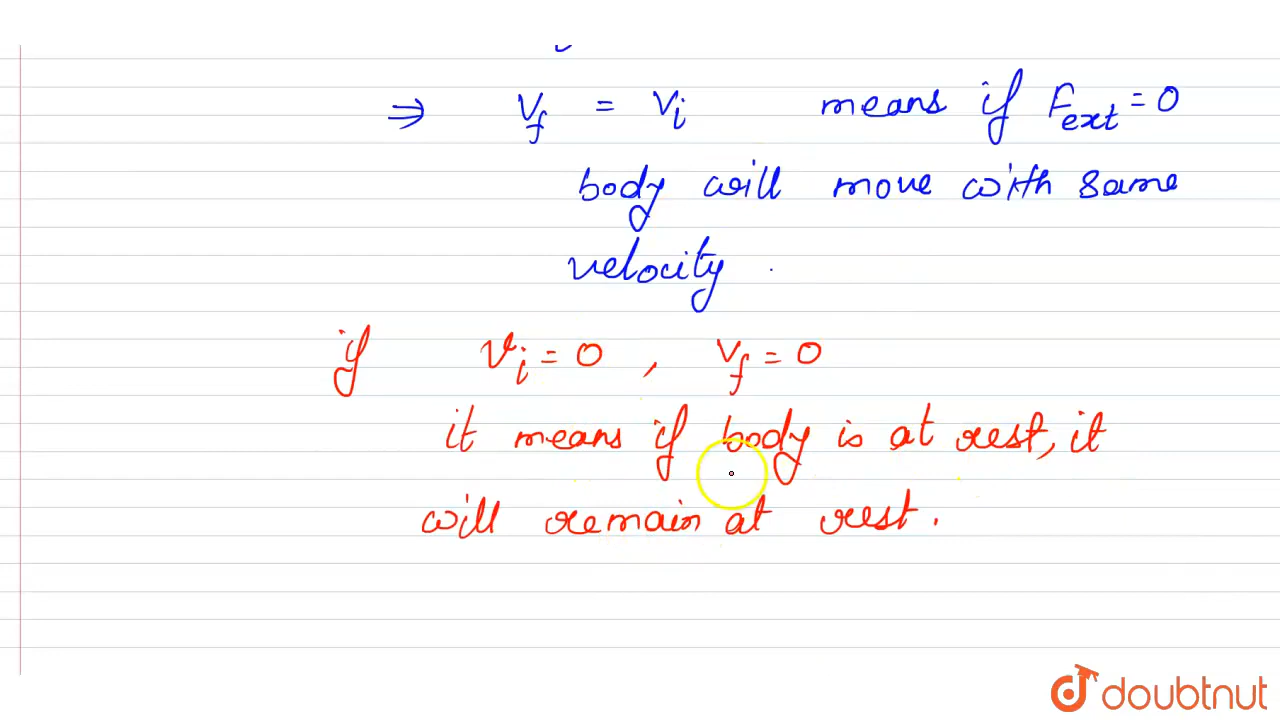 ⇒ Vf = Vi means if Fext = 0
body will move with same
velocity .
if Vi = 0 , Vf = 0
it means if body is at rest, it
will remain at rest.
doubtnut